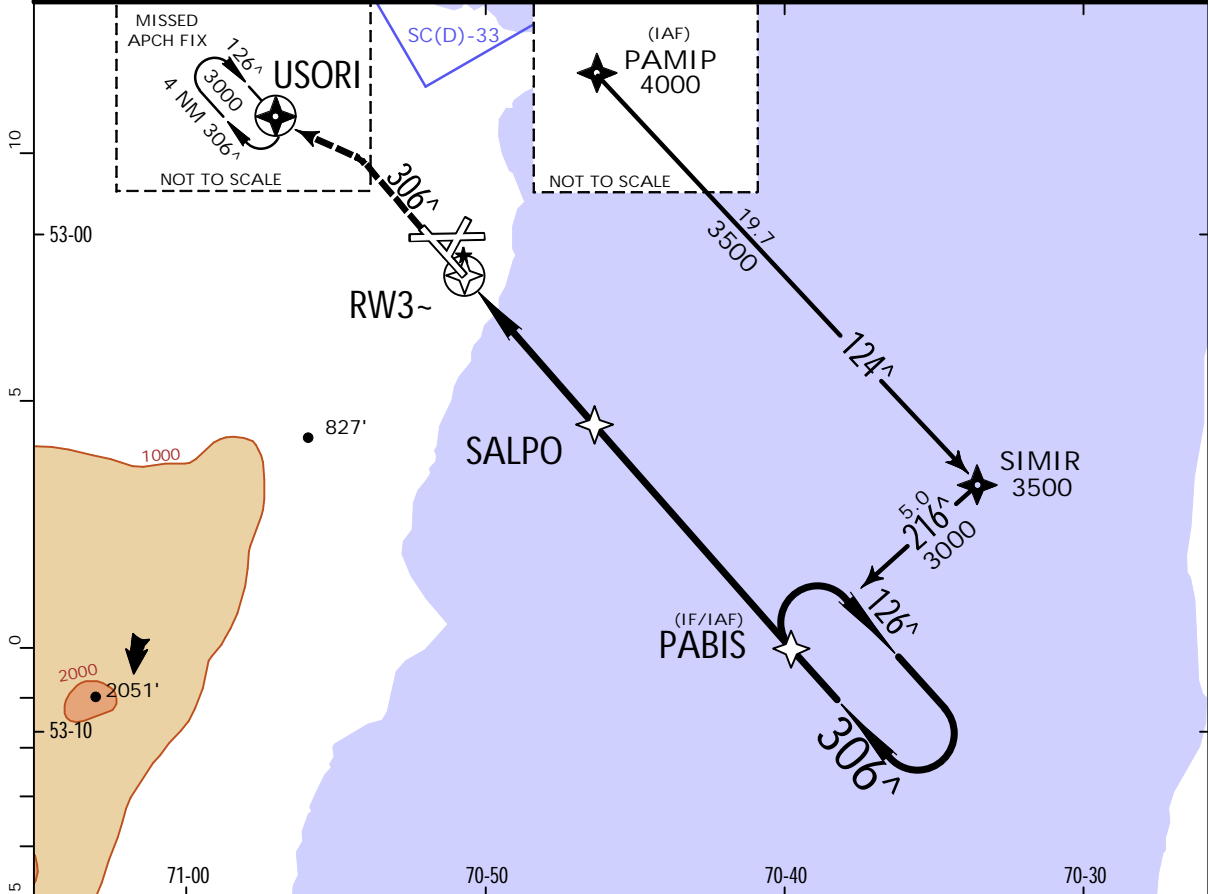 MISSED
APCH FIX
126^
USORI
3000
4 NM 306^
NOT TO SCALE
SC(D)-33
(IAF)
PAMIP
4000
NOT TO SCALE
10
306^
53-00
19.7
3500
RW3~
124^
5
827'
SALPO
1000
SIMIR
3500
5.0
216^
3000
126^
(IF/IAF)
PABIS
0
2000
2051'
53-10
306^
5
71-00
70-50
70-40
70-30